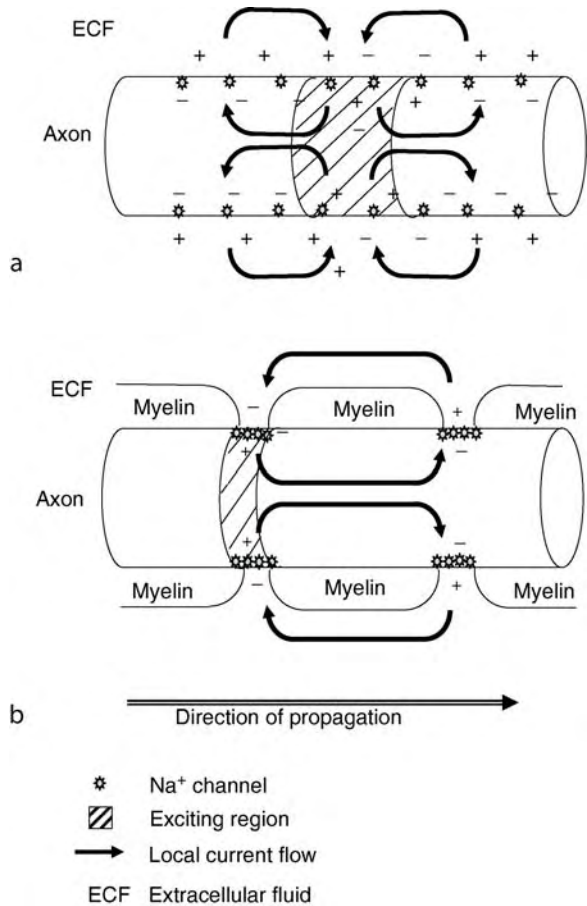 ECF
Axon
a
ECF
Myelin
Myelin
Myelin
Axon
Myelin
Myelin
Myelin
b
Direction of propagation
Na⁺ channel
Exciting region
Local current flow
ECF Extracellular fluid